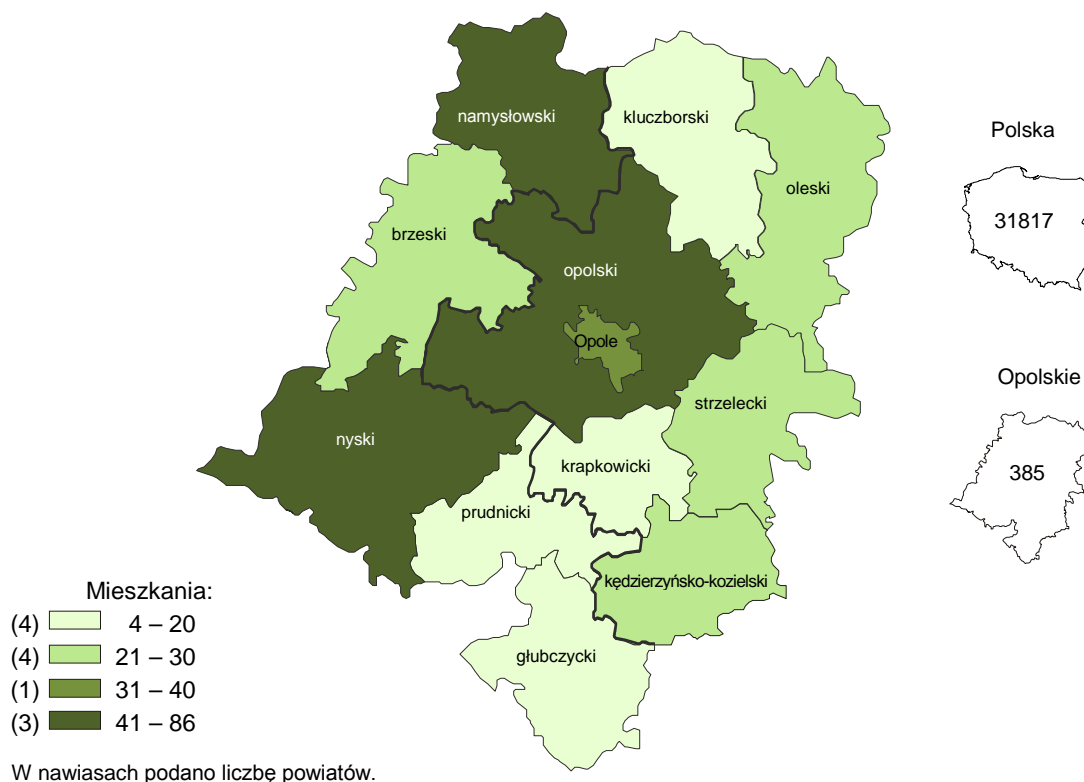 namysłowski
kluczborski
oleski
brzeski
opolski
Opole
strzelecki
nyski
krapkowicki
prudnicki
kędzierzyńsko-kozielski
głubczycki
Polska
31817
Opolskie
385
Mieszkania:
(4) 4 – 20
(4) 21 – 30
(1) 31 – 40
(3) 41 – 86
W nawiasach podano liczbę powiatów.